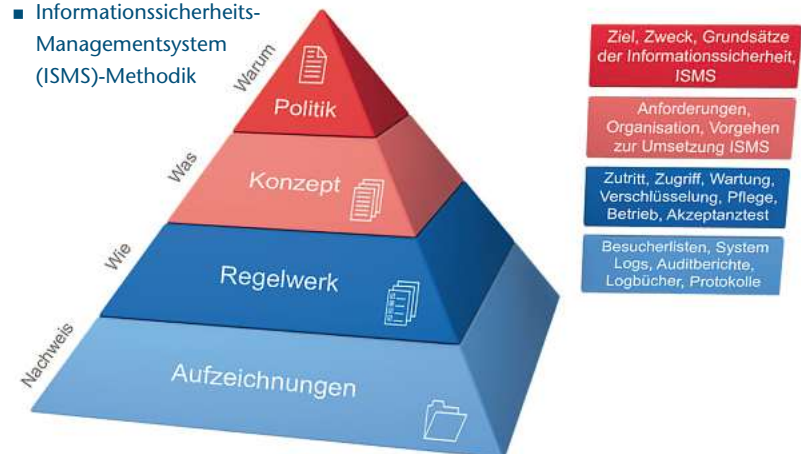 ■ Informationssicherheits-
Managementsystem
(ISMS)-Methodik
Warum
Politik
Was
Konzept
Wie
Regelwerk
Nachweis
Aufzeichnungen
Ziel, Zweck, Grundsätze
der Informationssicherheit,
ISMS
Anforderungen,
Organisation, Vorgehen
zur Umsetzung ISMS
Zutritt, Zugriff, Wartung,
Verschlüsselung, Pflege,
Betrieb, Akzeptanztest
Besucherlisten, System
Logs, Auditberichte,
Logbücher, Protokolle